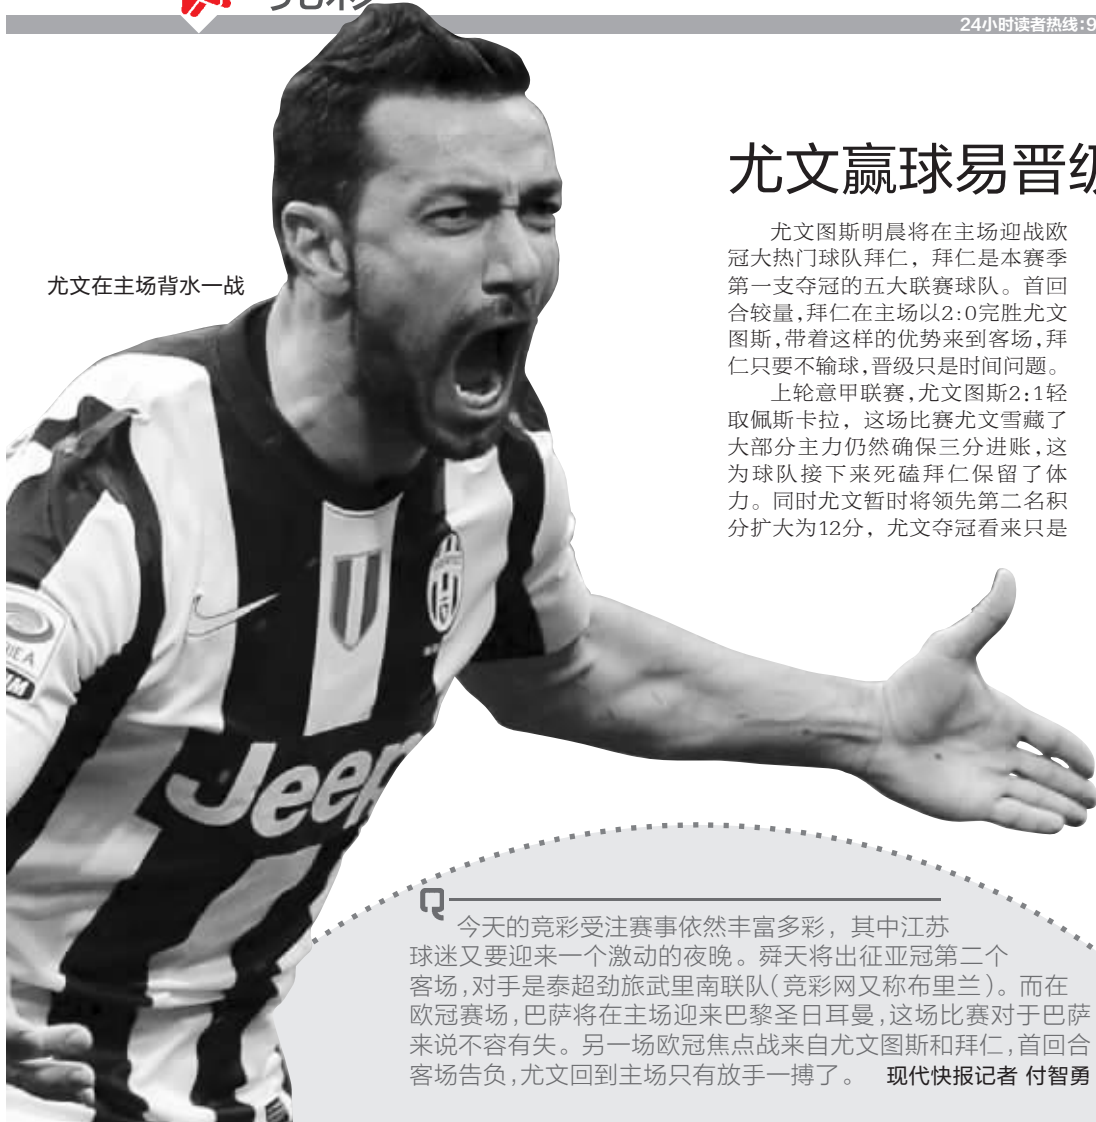 24小时读者热线:9
尤文赢球易晋级
尤文图斯明晨将在主场迎战欧
冠大热门球队拜仁，拜仁是本赛季
第一支夺冠的五大联赛球队。首回
合较量,拜仁在主场以2:0完胜尤文
图斯,带着这样的优势来到客场,拜
仁只要不输球,晋级只是时间问题。
上轮意甲联赛,尤文图斯2:1轻
取佩斯卡拉，这场比赛尤文雪藏了
大部分主力仍然确保三分进账,这
为球队接下来死磕拜仁保留了体
力。同时尤文暂时将领先第二名积
分扩大为12分，尤文夺冠看来只是
尤文在主场背水一战
Jeep
今天的竞彩受注赛事依然丰富多彩，其中江苏
球迷又要迎来一个激动的夜晚。舜天将出征亚冠第二个
客场,对手是泰超劲旅武里南联队(竞彩网又称布里兰)。而在
欧冠赛场,巴萨将在主场迎来巴黎圣日耳曼,这场比赛对于巴萨
来说不容有失。另一场欧冠焦点战来自尤文图斯和拜仁,首回合
客场告负,尤文回到主场只有放手一搏了。 现代快报记者 付智勇